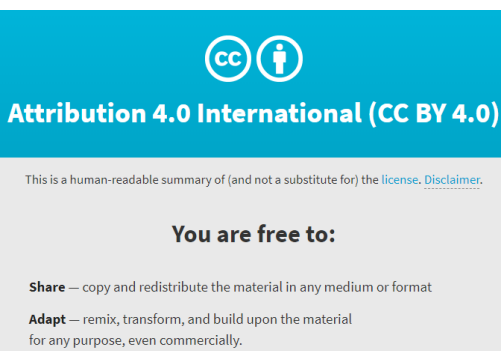 cc
Attribution 4.0 International (CC BY 4.0)
This is a human-readable summary of (and not a substitute for) the license. Disclaimer.
You are free to:
Share — copy and redistribute the material in any medium or format
Adapt — remix, transform, and build upon the material
for any purpose, even commercially.